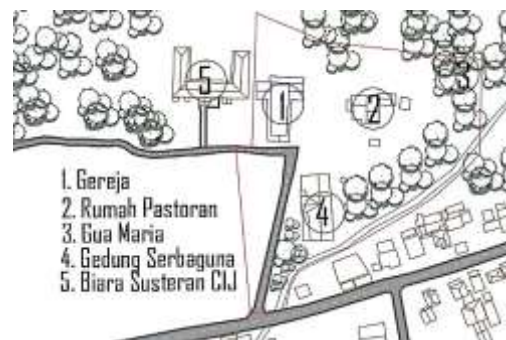 5
1
2
3
4
1. Gereja
2. Rumah Pastoran
3. Gua Maria
4. Gedung Serbaguna
5. Biara Susteran CIJ